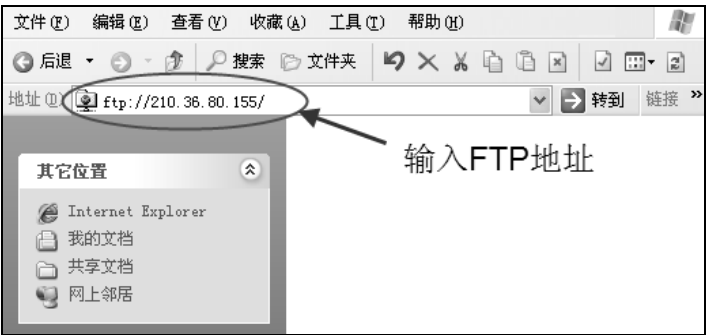 文件(F) 编辑(E) 查看(V) 收藏(A) 工具(T) 帮助(H)
后退 搜索 文件夹
地址(D) ftp://210.36.80.155/ 转到 链接 »
输入FTP地址
其它位置
Internet Explorer
我的文档
共享文档
网上邻居